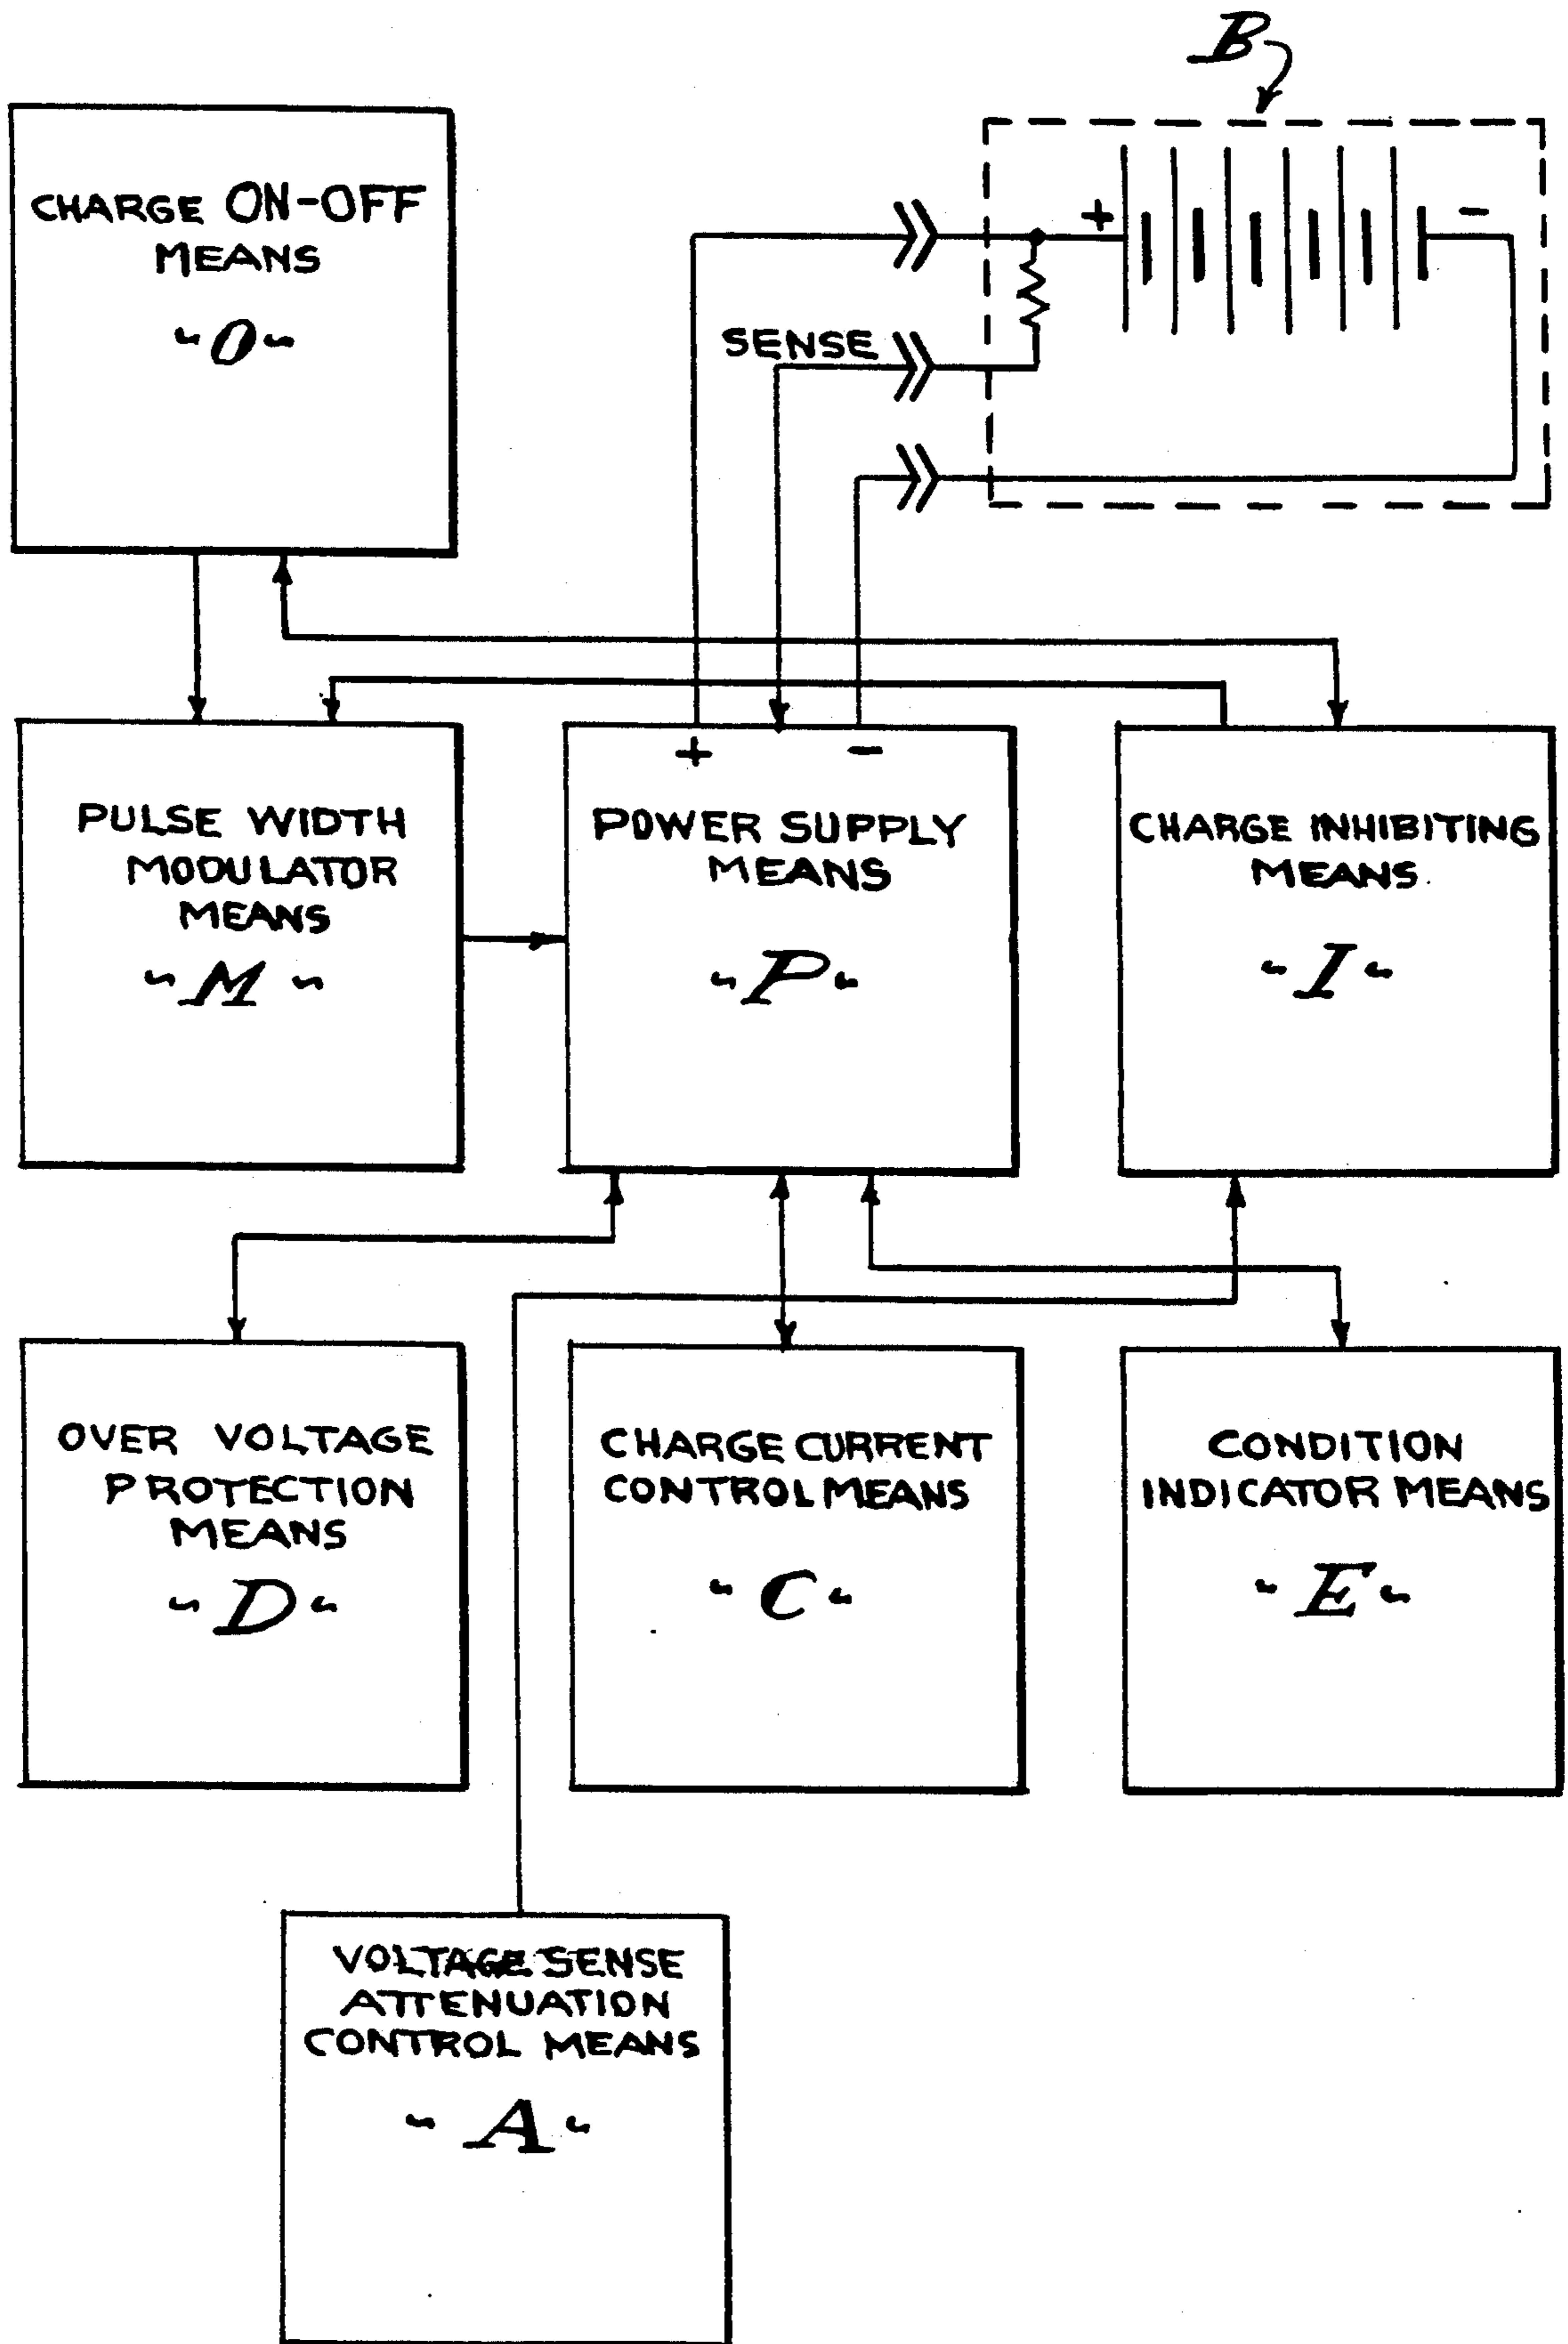 B
CHARGE ON-OFF
MEANS
"O"
+ -
SENSE
PULSE WIDTH
MODULATOR
MEANS
"M"
+ -
POWER SUPPLY
MEANS
"P"
CHARGE INHIBITING
MEANS
"I"
OVER VOLTAGE
PROTECTION
MEANS
"D"
CHARGE CURRENT
CONTROL MEANS
"C"
CONDITION
INDICATOR MEANS
"E"
VOLTAGE SENSE
ATTENUATION
CONTROL MEANS
"A"